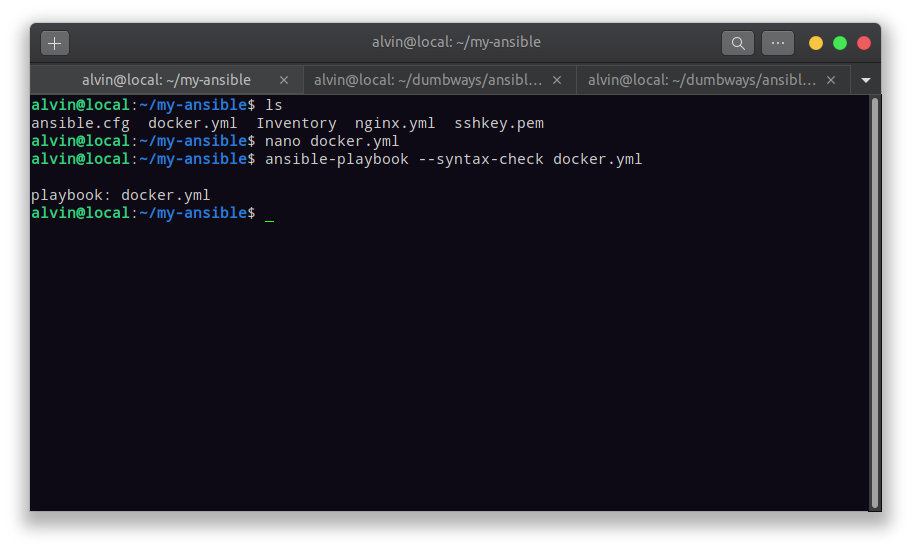 alvin@local: ~/my-ansible
alvin@local: ~/my-ansible × alvin@local: ~/dumbways/ansibl… × alvin@local: ~/dumbways/ansibl… ×
alvin@local:~/my-ansible$ ls
ansible.cfg  docker.yml  Inventory  nginx.yml  sshkey.pem
alvin@local:~/my-ansible$ nano docker.yml
alvin@local:~/my-ansible$ ansible-playbook --syntax-check docker.yml
playbook: docker.yml
alvin@local:~/my-ansible$ _